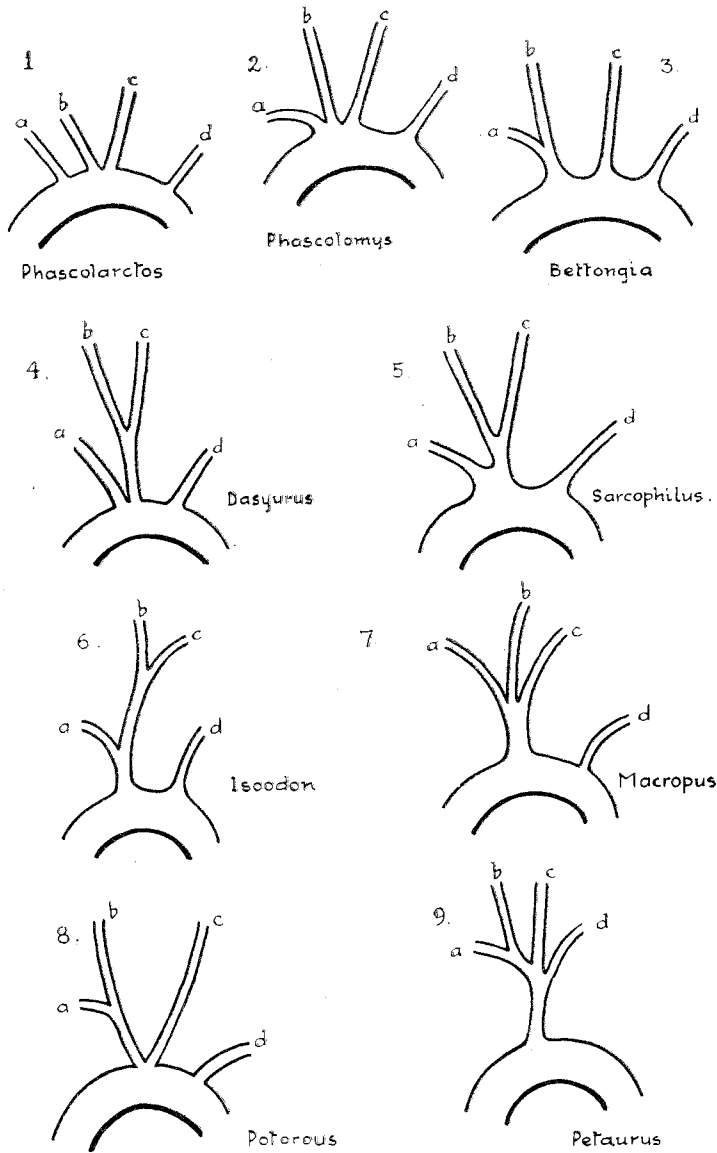 1
a b c d
Phascolarctos
2.
a b c d
Phascolomys
3.
a b c d
Bettongia
4.
a b c d
Dasyurus
5.
a b c d
Sarcophilus.
6.
a b c d
Isoodon
7
a b c d
Macropus
8.
a b c d
Potorous
9.
a b c d
Petaurus